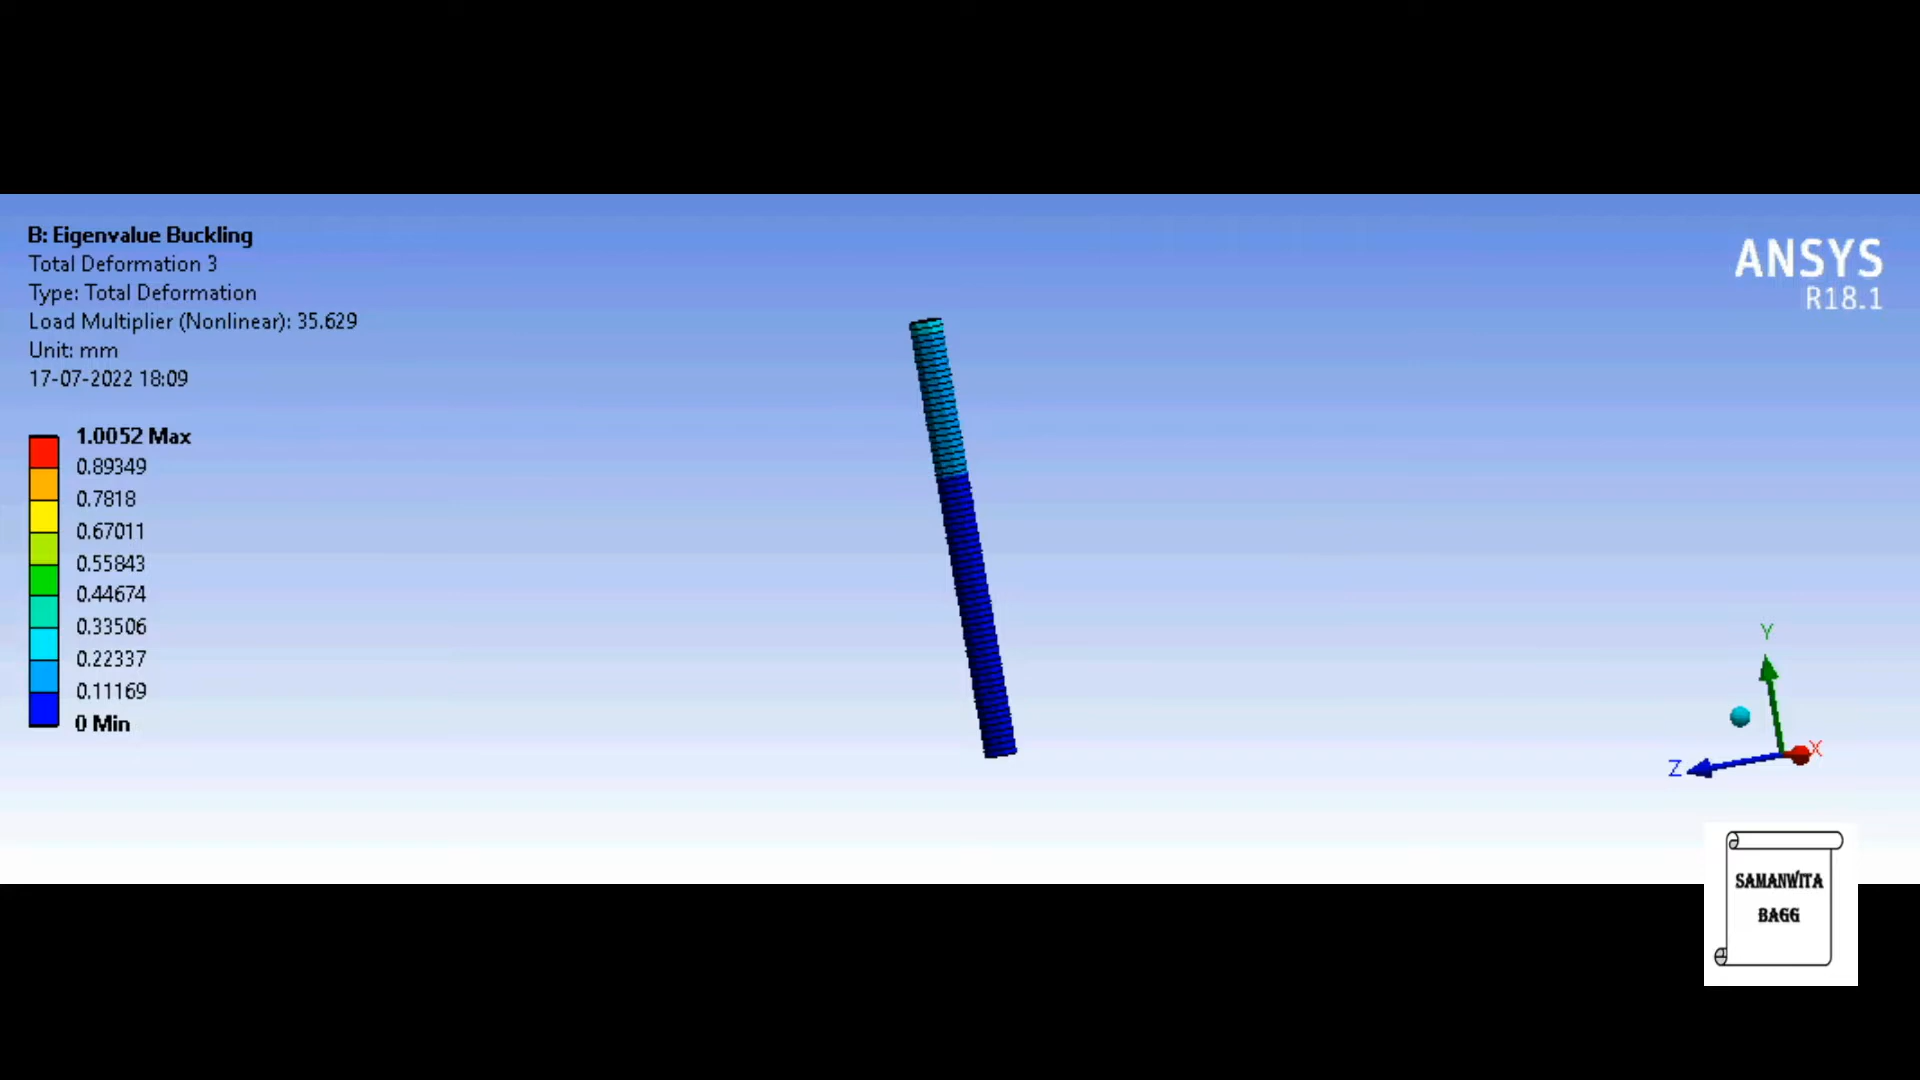 B: Eigenvalue Buckling
Total Deformation 3
Type: Total Deformation
Load Multiplier (Nonlinear): 35.629
Unit: mm
17-07-2022 18:09
1.0052 Max
0.89349
0.7818
0.67011
0.55843
0.44674
0.33506
0.22337
0.11169
0 Min
ANSYS
R18.1
Y
X
Z
SAMANWITA
BAGG